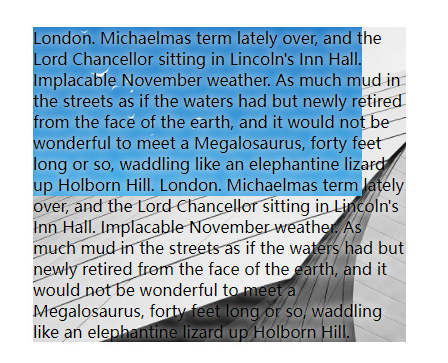 London. Michaelmas term lately over, and the
Lord Chancellor sitting in Lincoln's Inn Hall.
Implacable November weather. As much mud in
the streets as if the waters had but newly retired
from the face of the earth, and it would not be
wonderful to meet a Megalosaurus, forty feet
long or so, waddling like an elephantine lizard
up Holborn Hill. London. Michaelmas term lately
over, and the Lord Chancellor sitting in Lincoln's
Inn Hall. Implacable November weather. As
much mud in the streets as if the waters had but
newly retired from the face of the earth, and it
would not be wonderful to meet a
Megalosaurus, forty feet long or so, waddling
like an elephantine lizard up Holborn Hill.